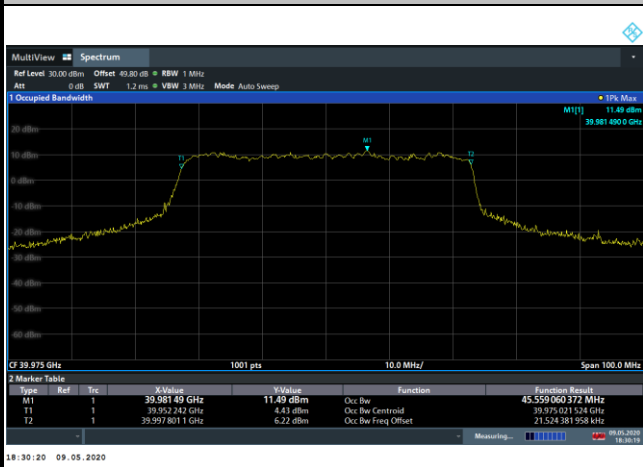 MultiView Spectrum
Ref Level 30.00 dBm Offset 49.80 dB RBW 1 MHz
Att 0 dB SWT 1.2 ms VBW 3 MHz Mode Auto Sweep
1 Occupied Bandwidth 1Pk Max
M1[1] 11.49 dBm
39.981 490 0 GHz
20 dBm
M1
10 dBm
T1 T2
0 dBm
-10 dBm
-20 dBm
-30 dBm
-40 dBm
-50 dBm
-60 dBm
CF 39.975 GHz 1001 pts 10.0 MHz/ Span 100.0 MHz
2 Marker Table
Type Ref Trc X-Value Y-Value Function Function Result
M1 1 39.981 49 GHz 11.49 dBm Occ Bw 45.559 060 372 MHz
T1 1 39.952 242 GHz 4.43 dBm Occ Bw Centroid 39.975 021 524 GHz
T2 1 39.997 801 1 GHz 6.22 dBm Occ Bw Freq Offset 21.524 381 958 kHz
Measuring... 09.05.2020
18:30:19
18:30:20 09.05.2020